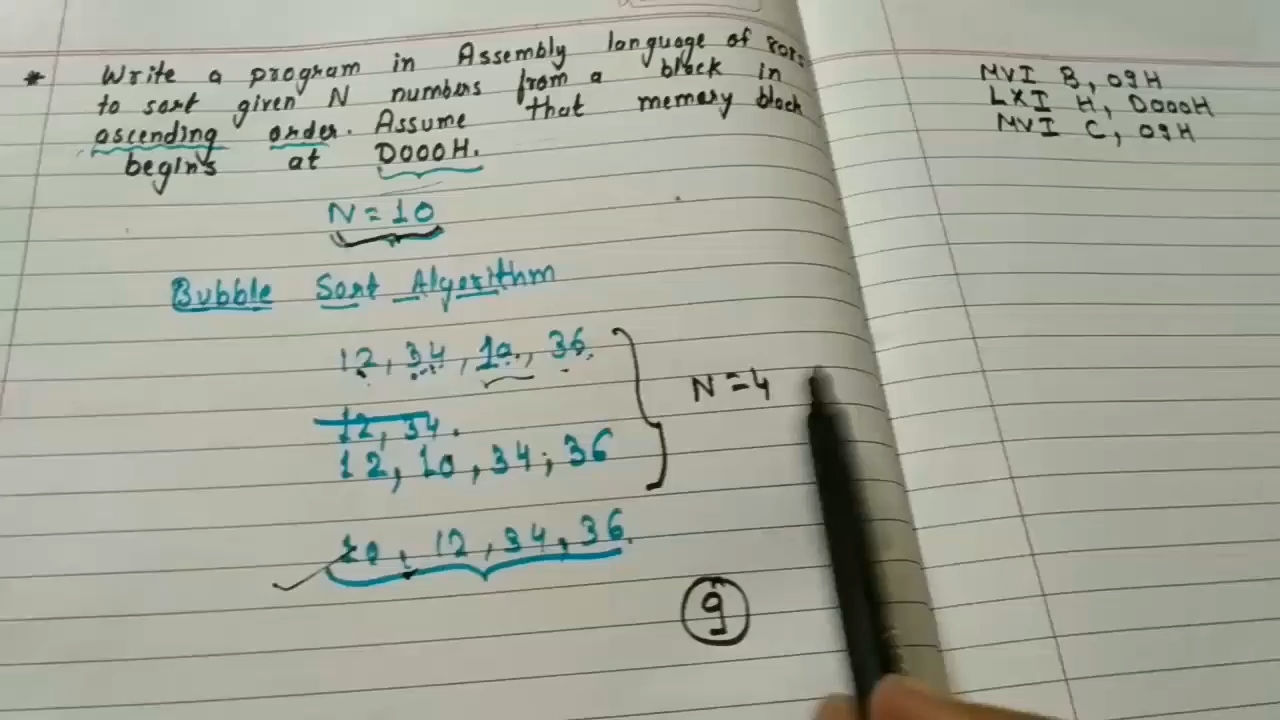 * Write a program in Assembly language of 8085
to sort given N numbers from a block in
ascending order. Assume that memory block
begins at D000H.
N = 10
Bubble Sort Algorithm
12, 34, 10, 36
N = 4
12, 34.
12, 10, 34, 36
10, 12, 34, 36.
9
MVI B, 09H
LXI H, D000H
MVI C, 09H